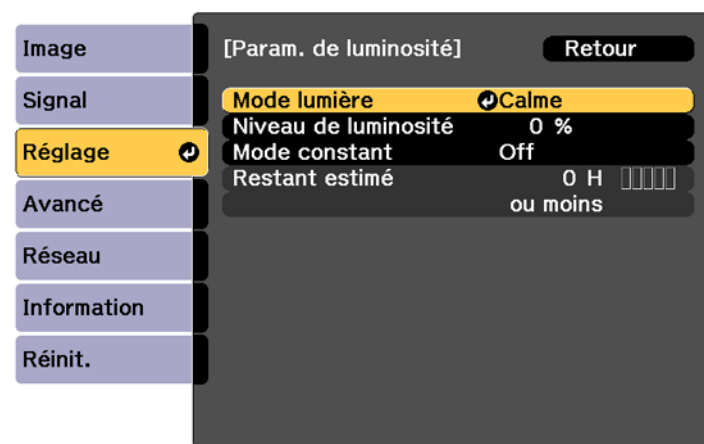 Image
Signal
Réglage
Avancé
Réseau
Information
Réinit.
[Param. de luminosité] Retour
Mode lumière Calme
Niveau de luminosité 0 %
Mode constant Off
Restant estimé 0 H
ou moins